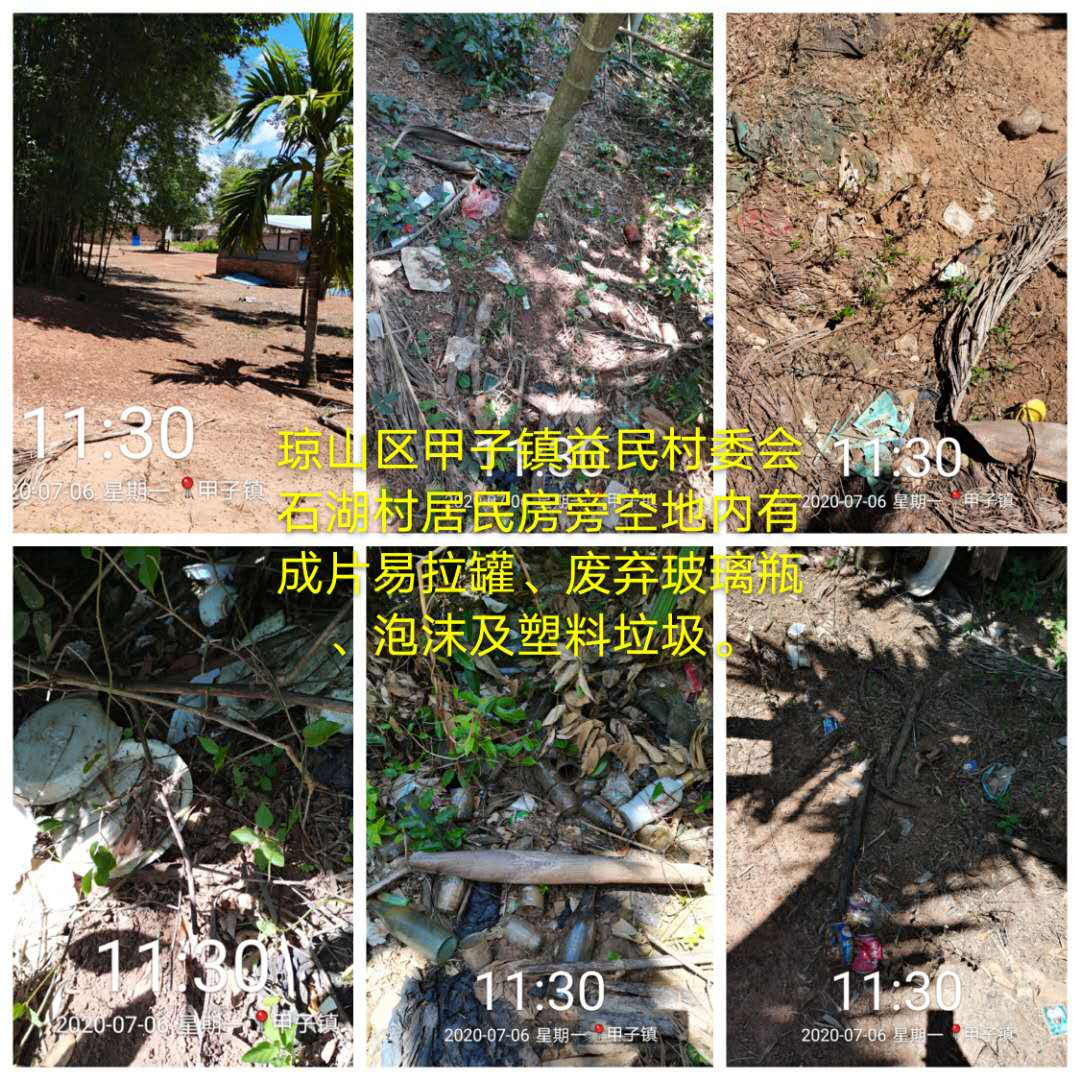 11:30
20-07-06 星期一 甲子镇
11:30
11:30
2020-07-06 星期一 甲子镇
琼山区甲子镇益民村委会
石湖村居民房旁空地内有
成片易拉罐、废弃玻璃瓶
、泡沫及塑料垃圾。
11:30
2020-07-06 星期一 甲子镇
11:30
2020-07-06 星期一 甲子镇
11:30
2020-07-06 星期一 甲子镇